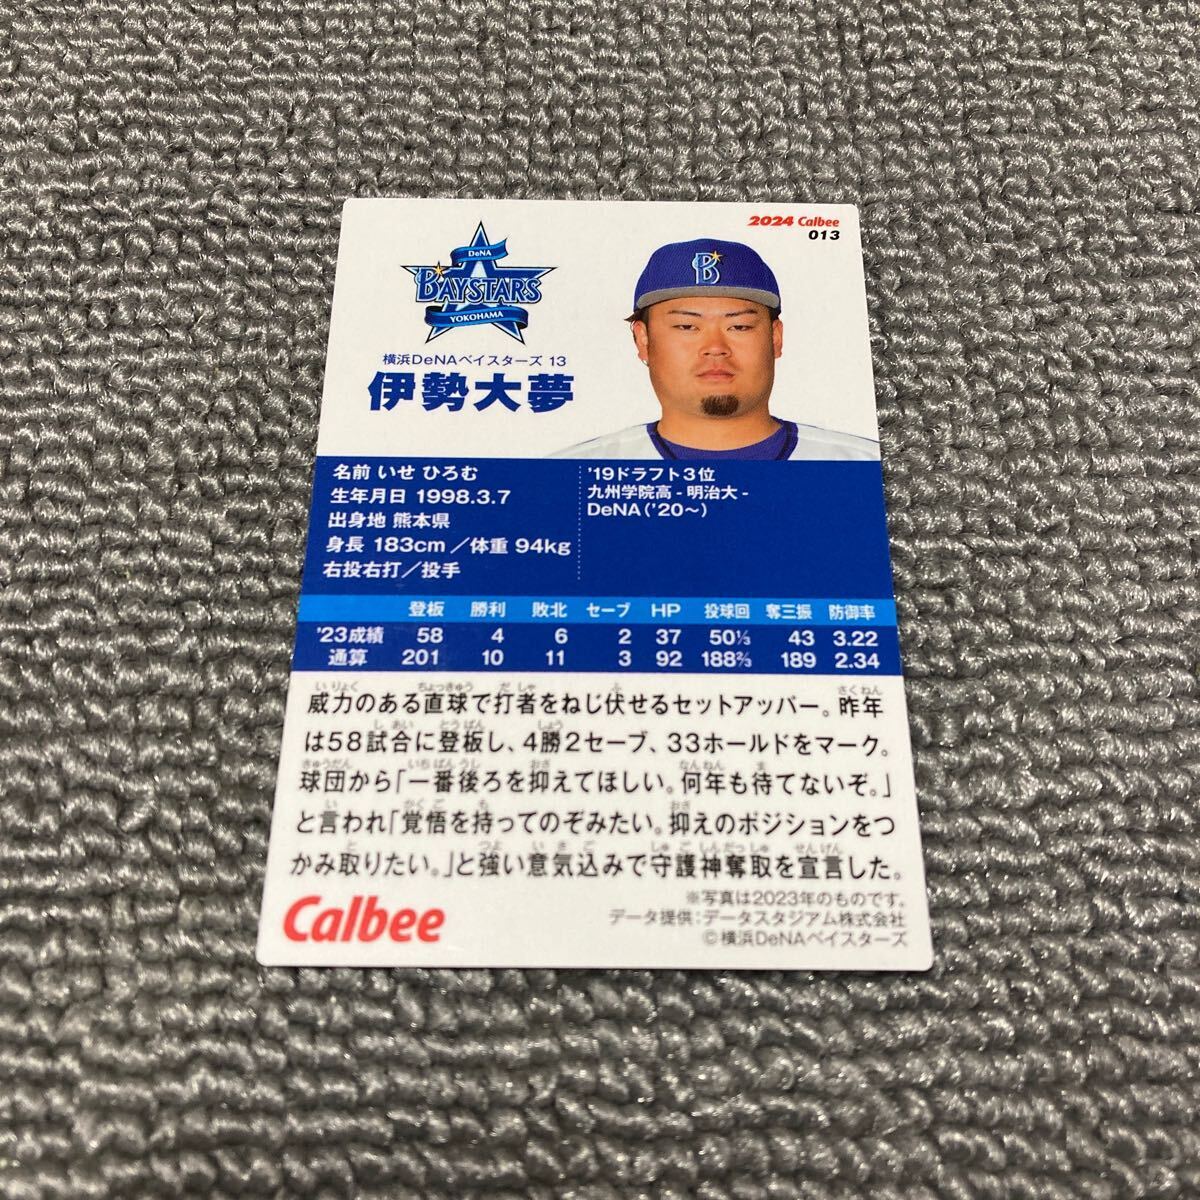 2024 Calbee
013
DeNA
BAYSTARS
YOKOHAMA
B
横浜DeNAベイスターズ 13
伊勢大夢
名前 いせ ひろむ
生年月日 1998.3.7
出身地 熊本県
身長 183cm／体重 94kg
右投右打／投手
'19ドラフト3位
九州学院高 - 明治大 -
DeNA('20〜)
登板 勝利 敗北 セーブ HP 投球回 奪三振 防御率
'23成績 58 4 6 2 37 50⅓ 43 3.22
通算 201 10 11 3 92 188⅔ 189 2.34
威力のある直球で打者をねじ伏せるセットアッパー。昨年
は58試合に登板し、4勝2セーブ、33ホールドをマーク。
球団から「一番後ろを抑えてほしい。何年も待てないぞ。」
と言われ「覚悟を持ってのぞみたい。抑えのポジションをつ
かみ取りたい。」と強い意気込みで守護神奪取を宣言した。
※写真は2023年のものです。
データ提供：データスタジアム株式会社
©横浜DeNAベイスターズ
Calbee